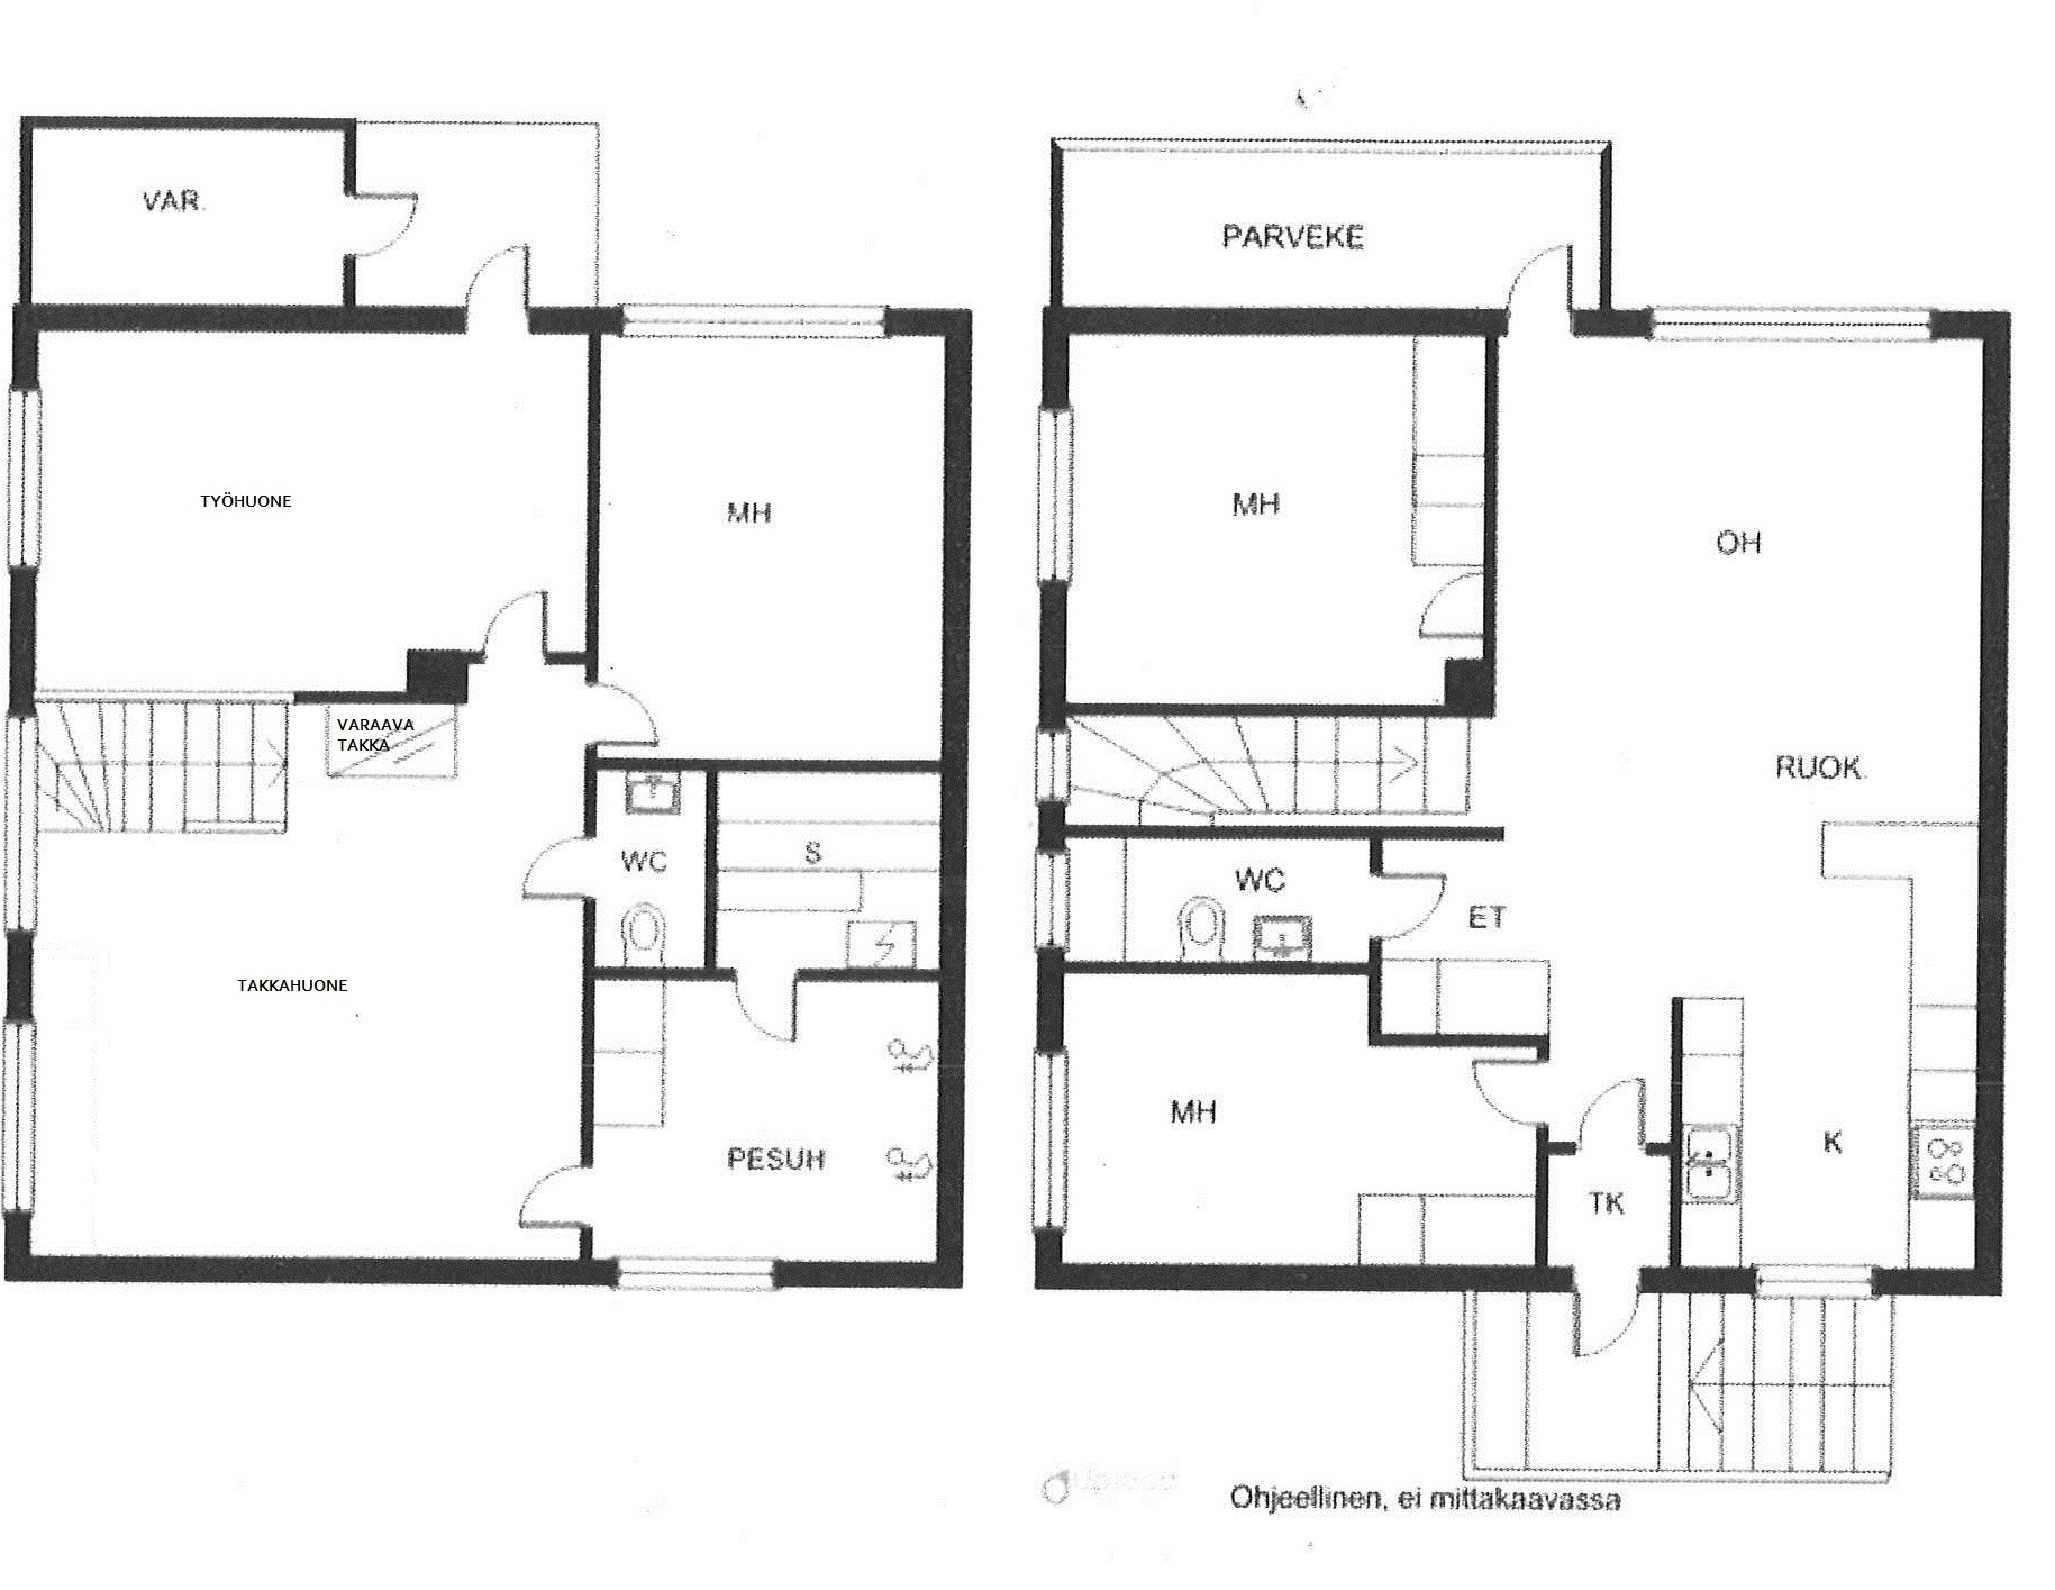 VAR.
TYÖHUONE
MH
VARAAVA
TAKKA
WC
S
TAKKAHUONE
PESUH
PARVEKE
MH
OH
RUOK.
WC
ET
MH
K
TK
Ohjeellinen, ei mittakaavassa